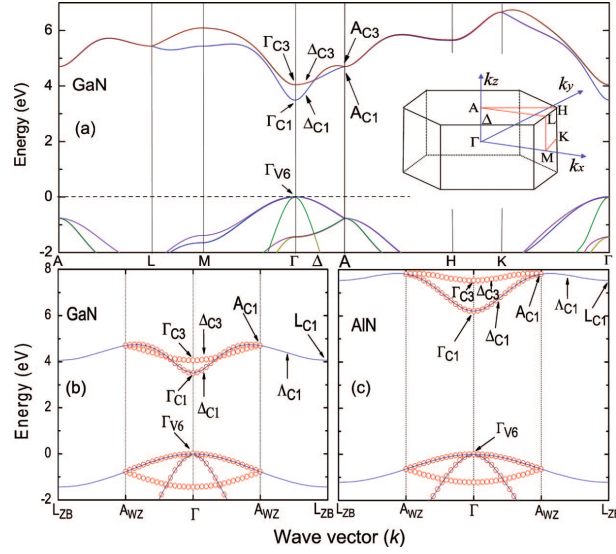 6
4
2
0
-2
Energy (eV)
GaN
(a)
ΓC3
ΔC3
AC3
ΓC1
ΔC1
AC1
ΓV6
kz
ky
kx
A
H
L
Δ
K
Γ
M
A
L
M
Γ
Δ
A
H
K
Γ
8
6
4
2
0
-2
Energy (eV)
GaN
(b)
ΓC3
ΔC3
AC1
LC1
ΓC1
ΔC1
ΛC1
ΓV6
LZB
AWZ
Γ
AWZ
LZB
AlN
(c)
ΓC3
ΔC3
AC1
ΛC1
LC1
ΓC1
ΔC1
ΓV6
AWZ
Γ
AWZ
LZB
Wave vector (k)